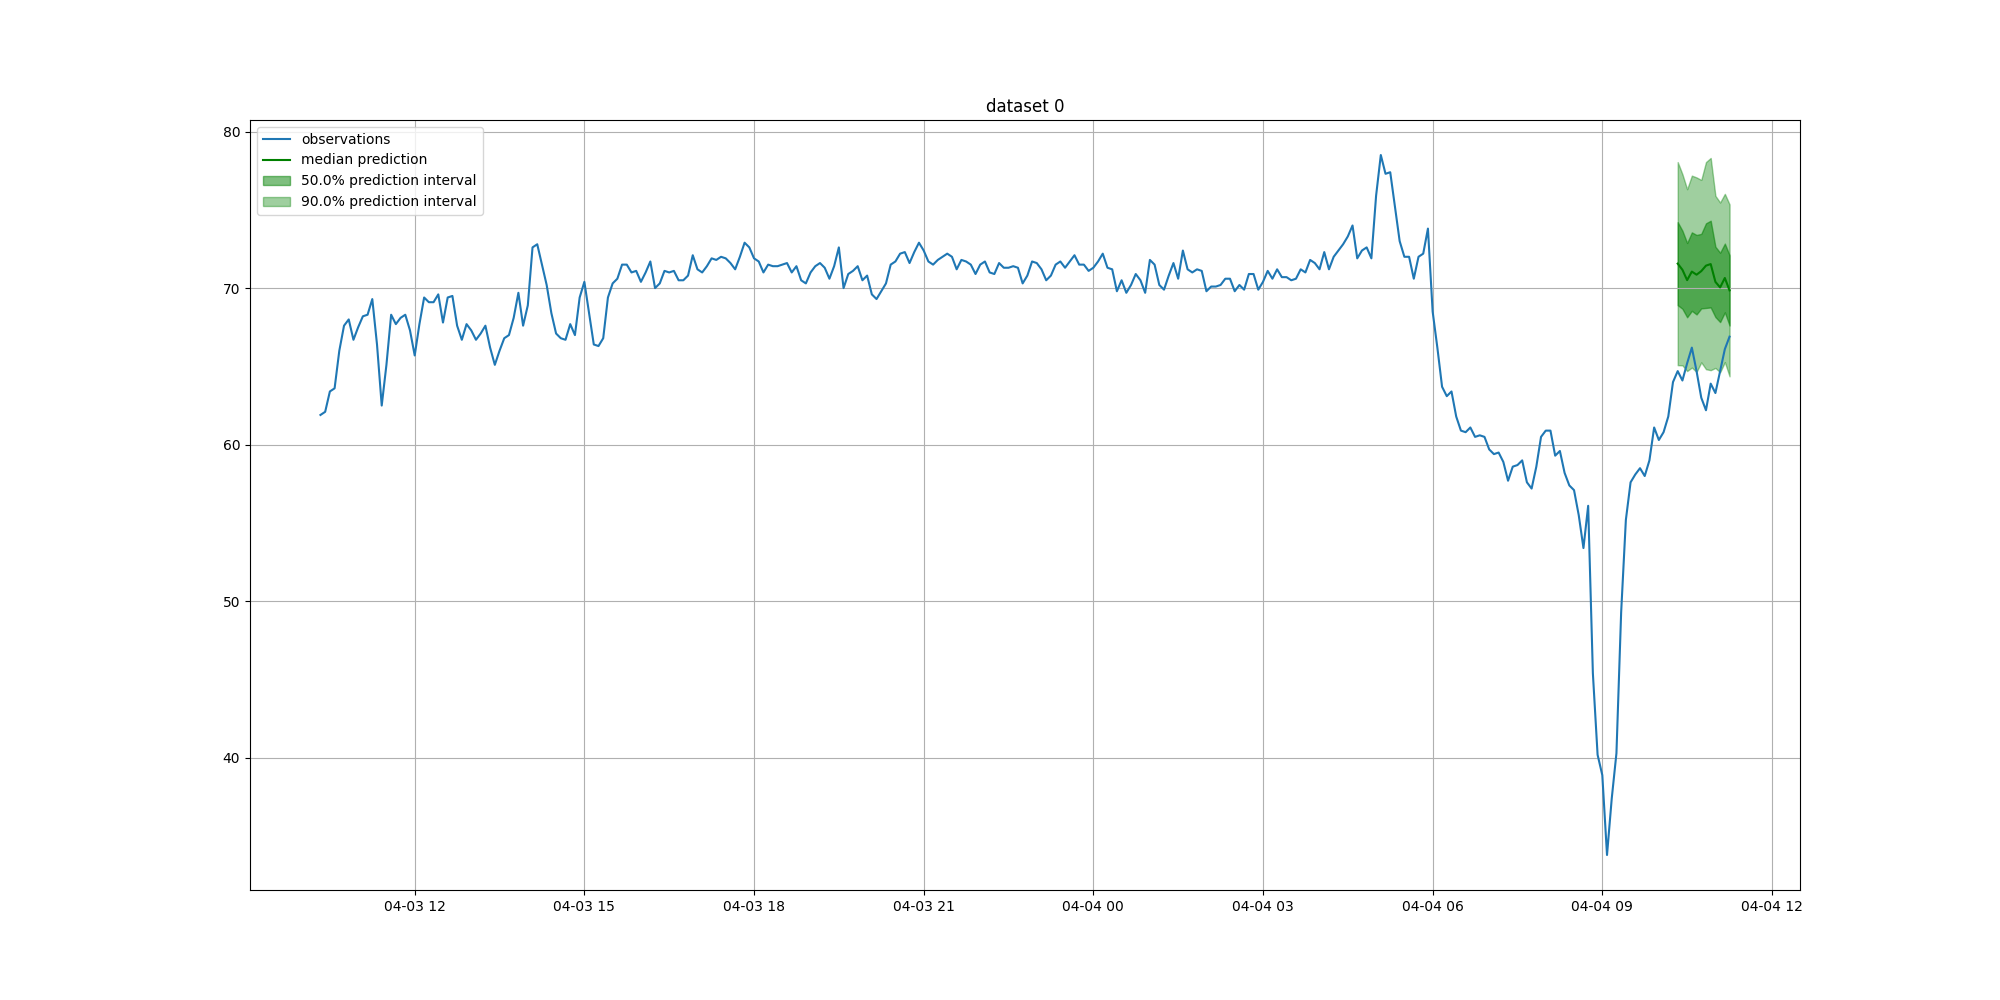 dataset 0
observations
median prediction
50.0% prediction interval
90.0% prediction interval
80
70
60
50
40
04-03 12
04-03 15
04-03 18
04-03 21
04-04 00
04-04 03
04-04 06
04-04 09
04-04 12